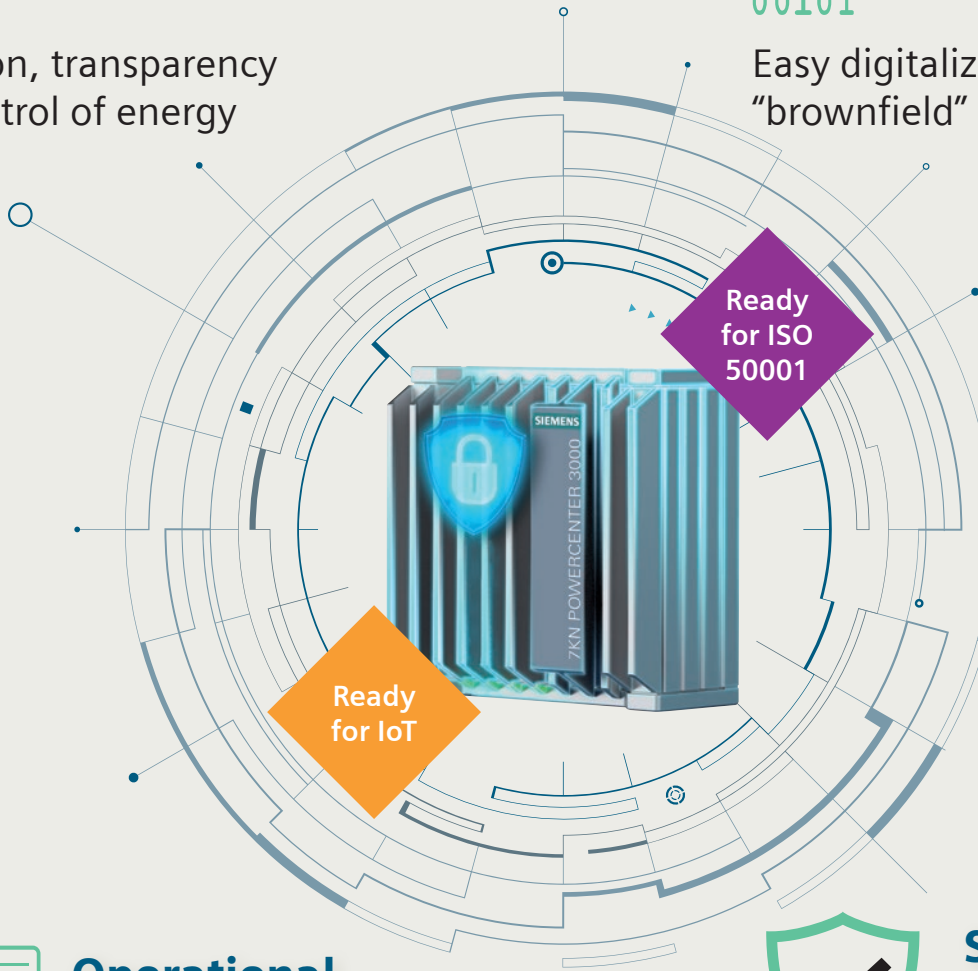 00101
on, transparency
trol of energy
Easy digitaliz
“brownfield”
Ready
for ISO
50001
SIEMENS
7KN POWERCENTER 3000
Ready
for IoT
Operational
S